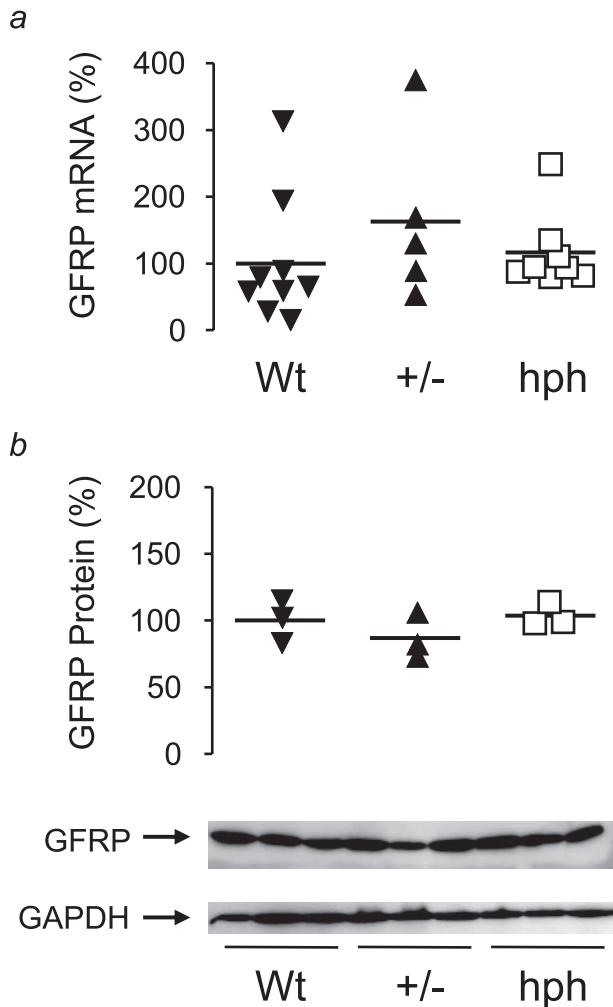 a
GFRP mRNA (%)
400
300
200
100
0
Wt +/- hph
b
GFRP Protein (%)
200
150
100
50
0
GFRP
GAPDH
Wt +/- hph